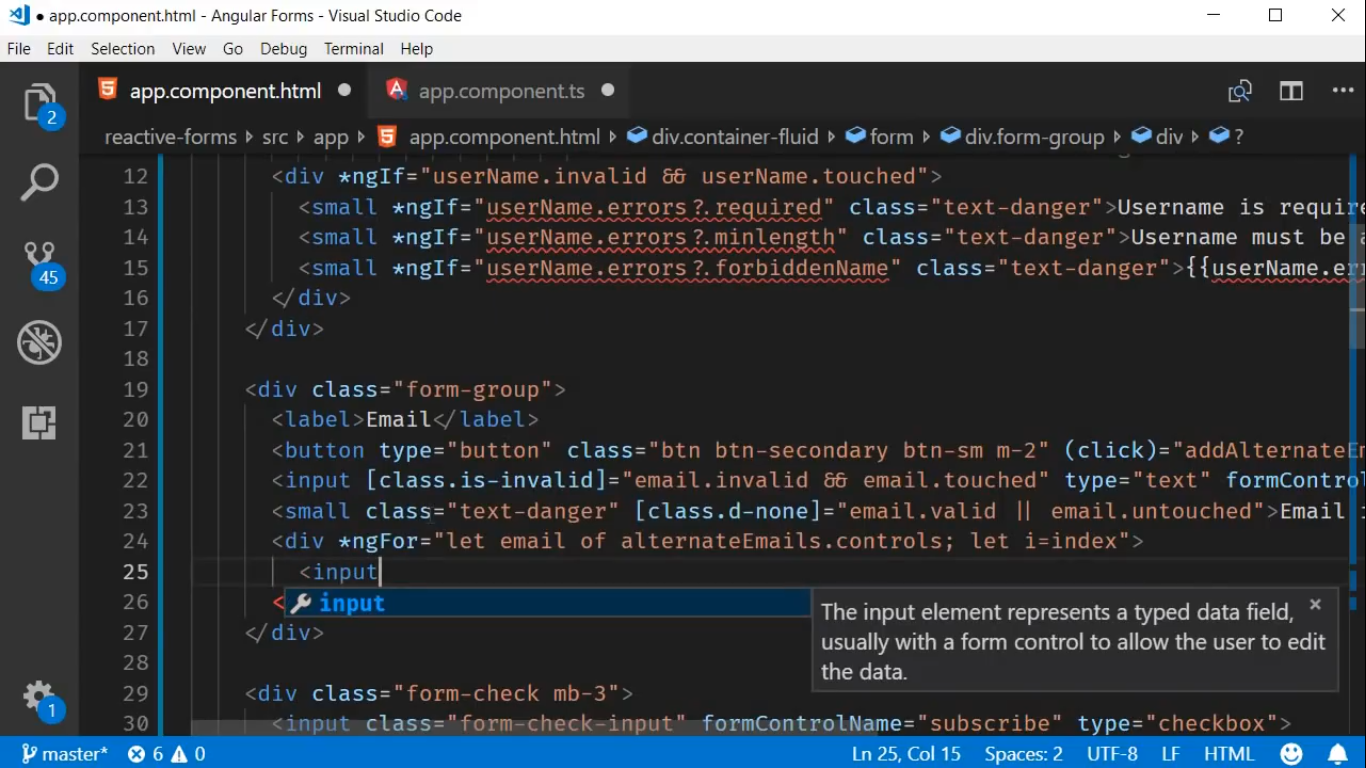 ● app.component.html - Angular Forms - Visual Studio Code
File Edit Selection View Go Debug Terminal Help
app.component.html app.component.ts
reactive-forms src app app.component.html div.container-fluid form div.form-group div ?
12 <div *ngIf="userName.invalid && userName.touched">
13 <small *ngIf="userName.errors?.required" class="text-danger">Username is require
14 <small *ngIf="userName.errors?.minlength" class="text-danger">Username must be a
15 <small *ngIf="userName.errors?.forbiddenName" class="text-danger">{{userName.err
16 </div>
17 </div>
18
19 <div class="form-group">
20 <label>Email</label>
21 <button type="button" class="btn btn-secondary btn-sm m-2" (click)="addAlternateEm
22 <input [class.is-invalid]="email.invalid && email.touched" type="text" formControl
23 <small class="text-danger" [class.d-none]="email.valid || email.untouched">Email i
24 <div *ngFor="let email of alternateEmails.controls; let i=index">
25 <input
26 <
input
The input element represents a typed data field,
usually with a form control to allow the user to edit
the data.
27 </div>
28
29 <div class="form-check mb-3">
30 <input class="form-check-input" formControlName="subscribe" type="checkbox">
2
45
1
master* 6 0 Ln 25, Col 15 Spaces: 2 UTF-8 LF HTML